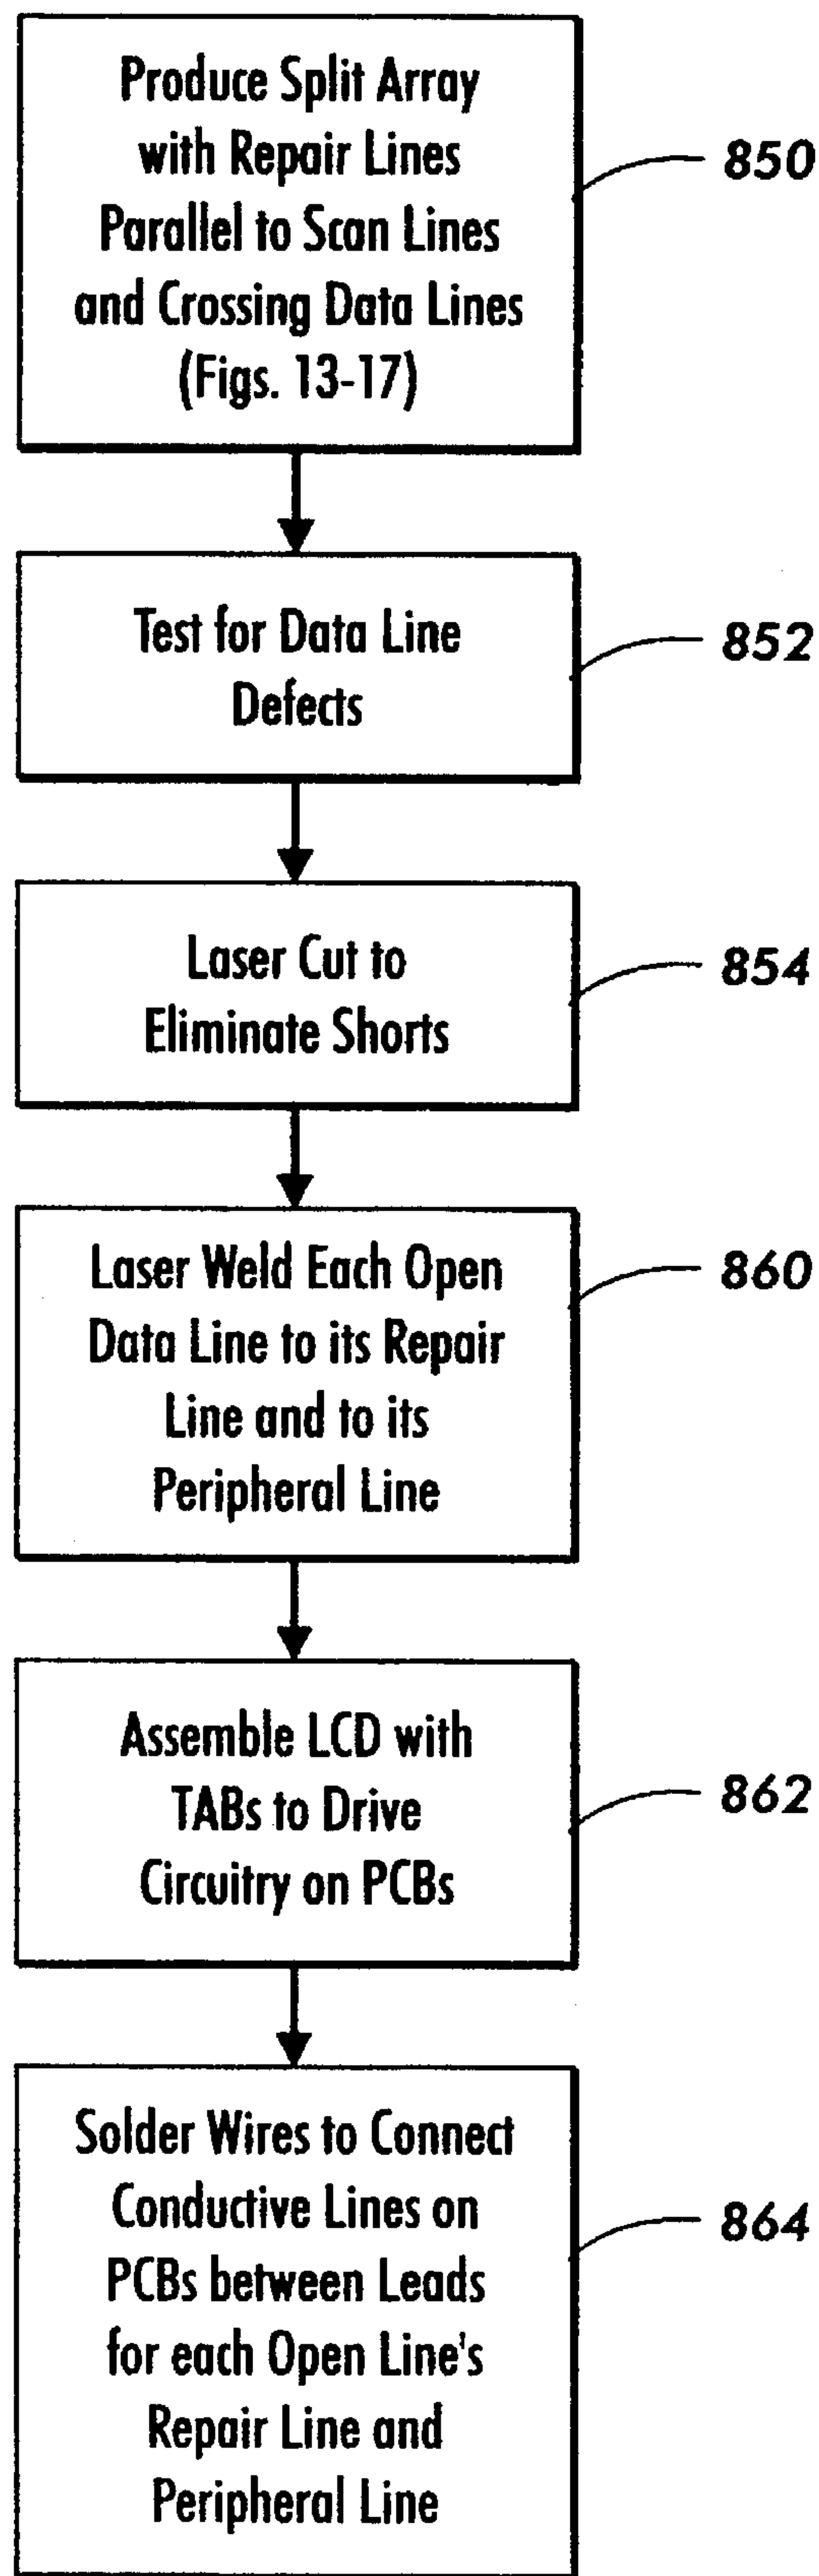 Produce Split Array
with Repair Lines
Parallel to Scan Lines
and Crossing Data Lines
(Figs. 13-17)
850
Test for Data Line
Defects
852
Laser Cut to
Eliminate Shorts
854
Laser Weld Each Open
Data Line to its Repair
Line and to its
Peripheral Line
860
Assemble LCD with
TABs to Drive
Circuitry on PCBs
862
Solder Wires to Connect
Conductive Lines on
PCBs between Leads
for each Open Line's
Repair Line and
Peripheral Line
864